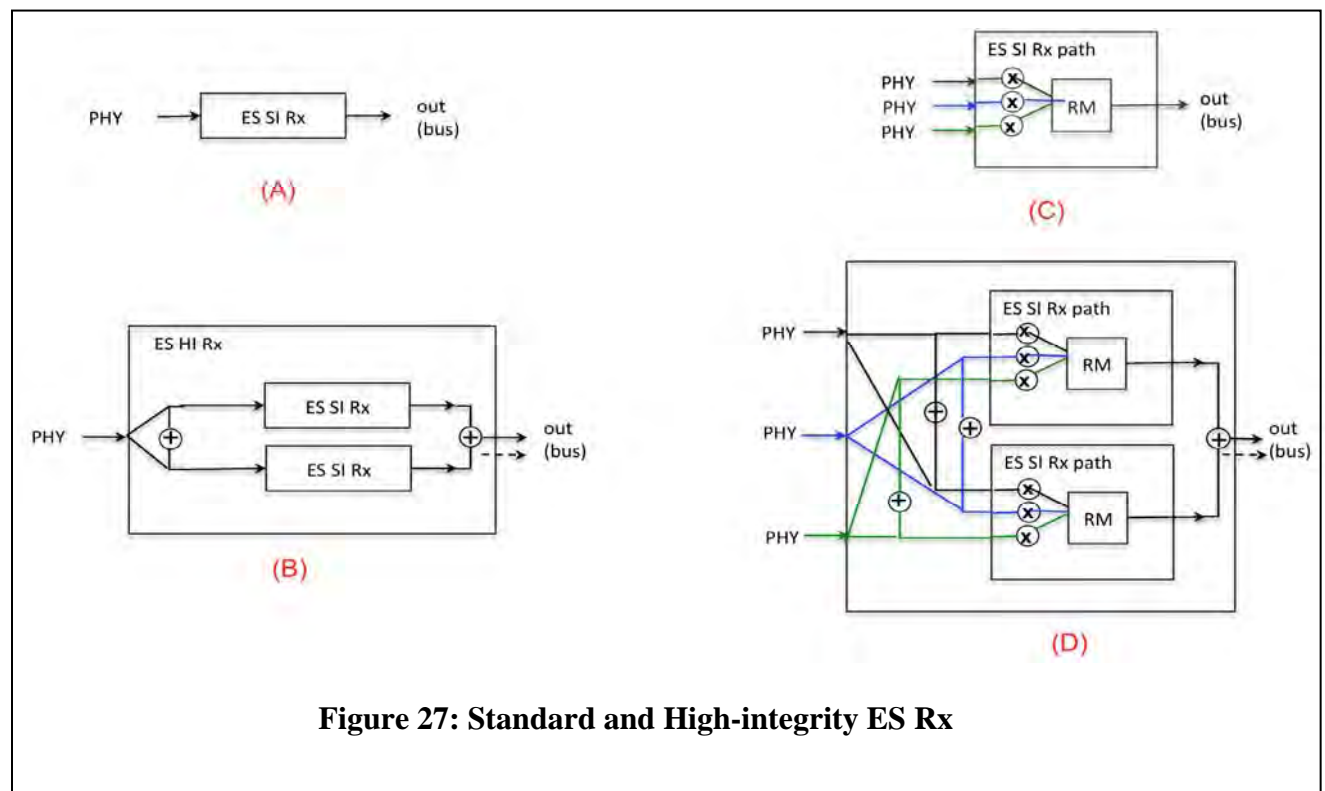 PHY
ES SI Rx
out
(bus)
(A)
ES SI Rx path
PHY
PHY
PHY
x
x
x
RM
out
(bus)
(C)
ES HI Rx
PHY
+
ES SI Rx
ES SI Rx
+
out
(bus)
(B)
PHY
PHY
PHY
+
+
+
ES SI Rx path
x
x
x
RM
ES SI Rx path
x
x
x
RM
+
out
(bus)
(D)
Figure 27: Standard and High-integrity ES Rx